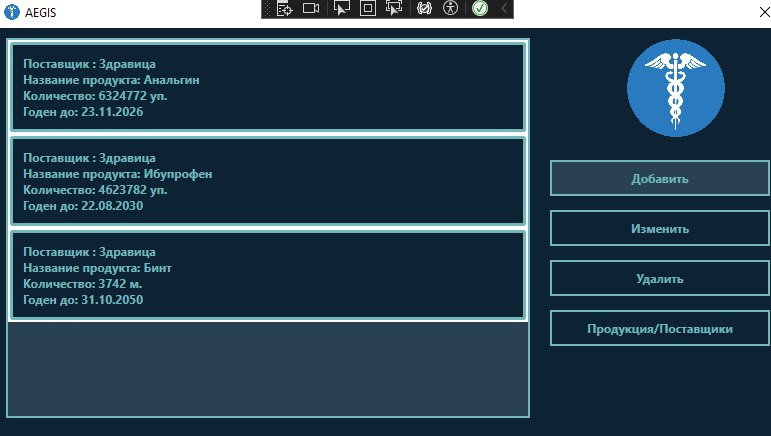 AEGIS
Поставщик : Здравица
Название продукта: Анальгин
Количество: 6324772 уп.
Годен до: 23.11.2026
Поставщик : Здравица
Название продукта: Ибупрофен
Количество: 4623782 уп.
Годен до: 22.08.2030
Поставщик : Здравица
Название продукта: Бинт
Количество: 3742 м.
Годен до: 31.10.2050
Добавить
Изменить
Удалить
Продукция/Поставщики